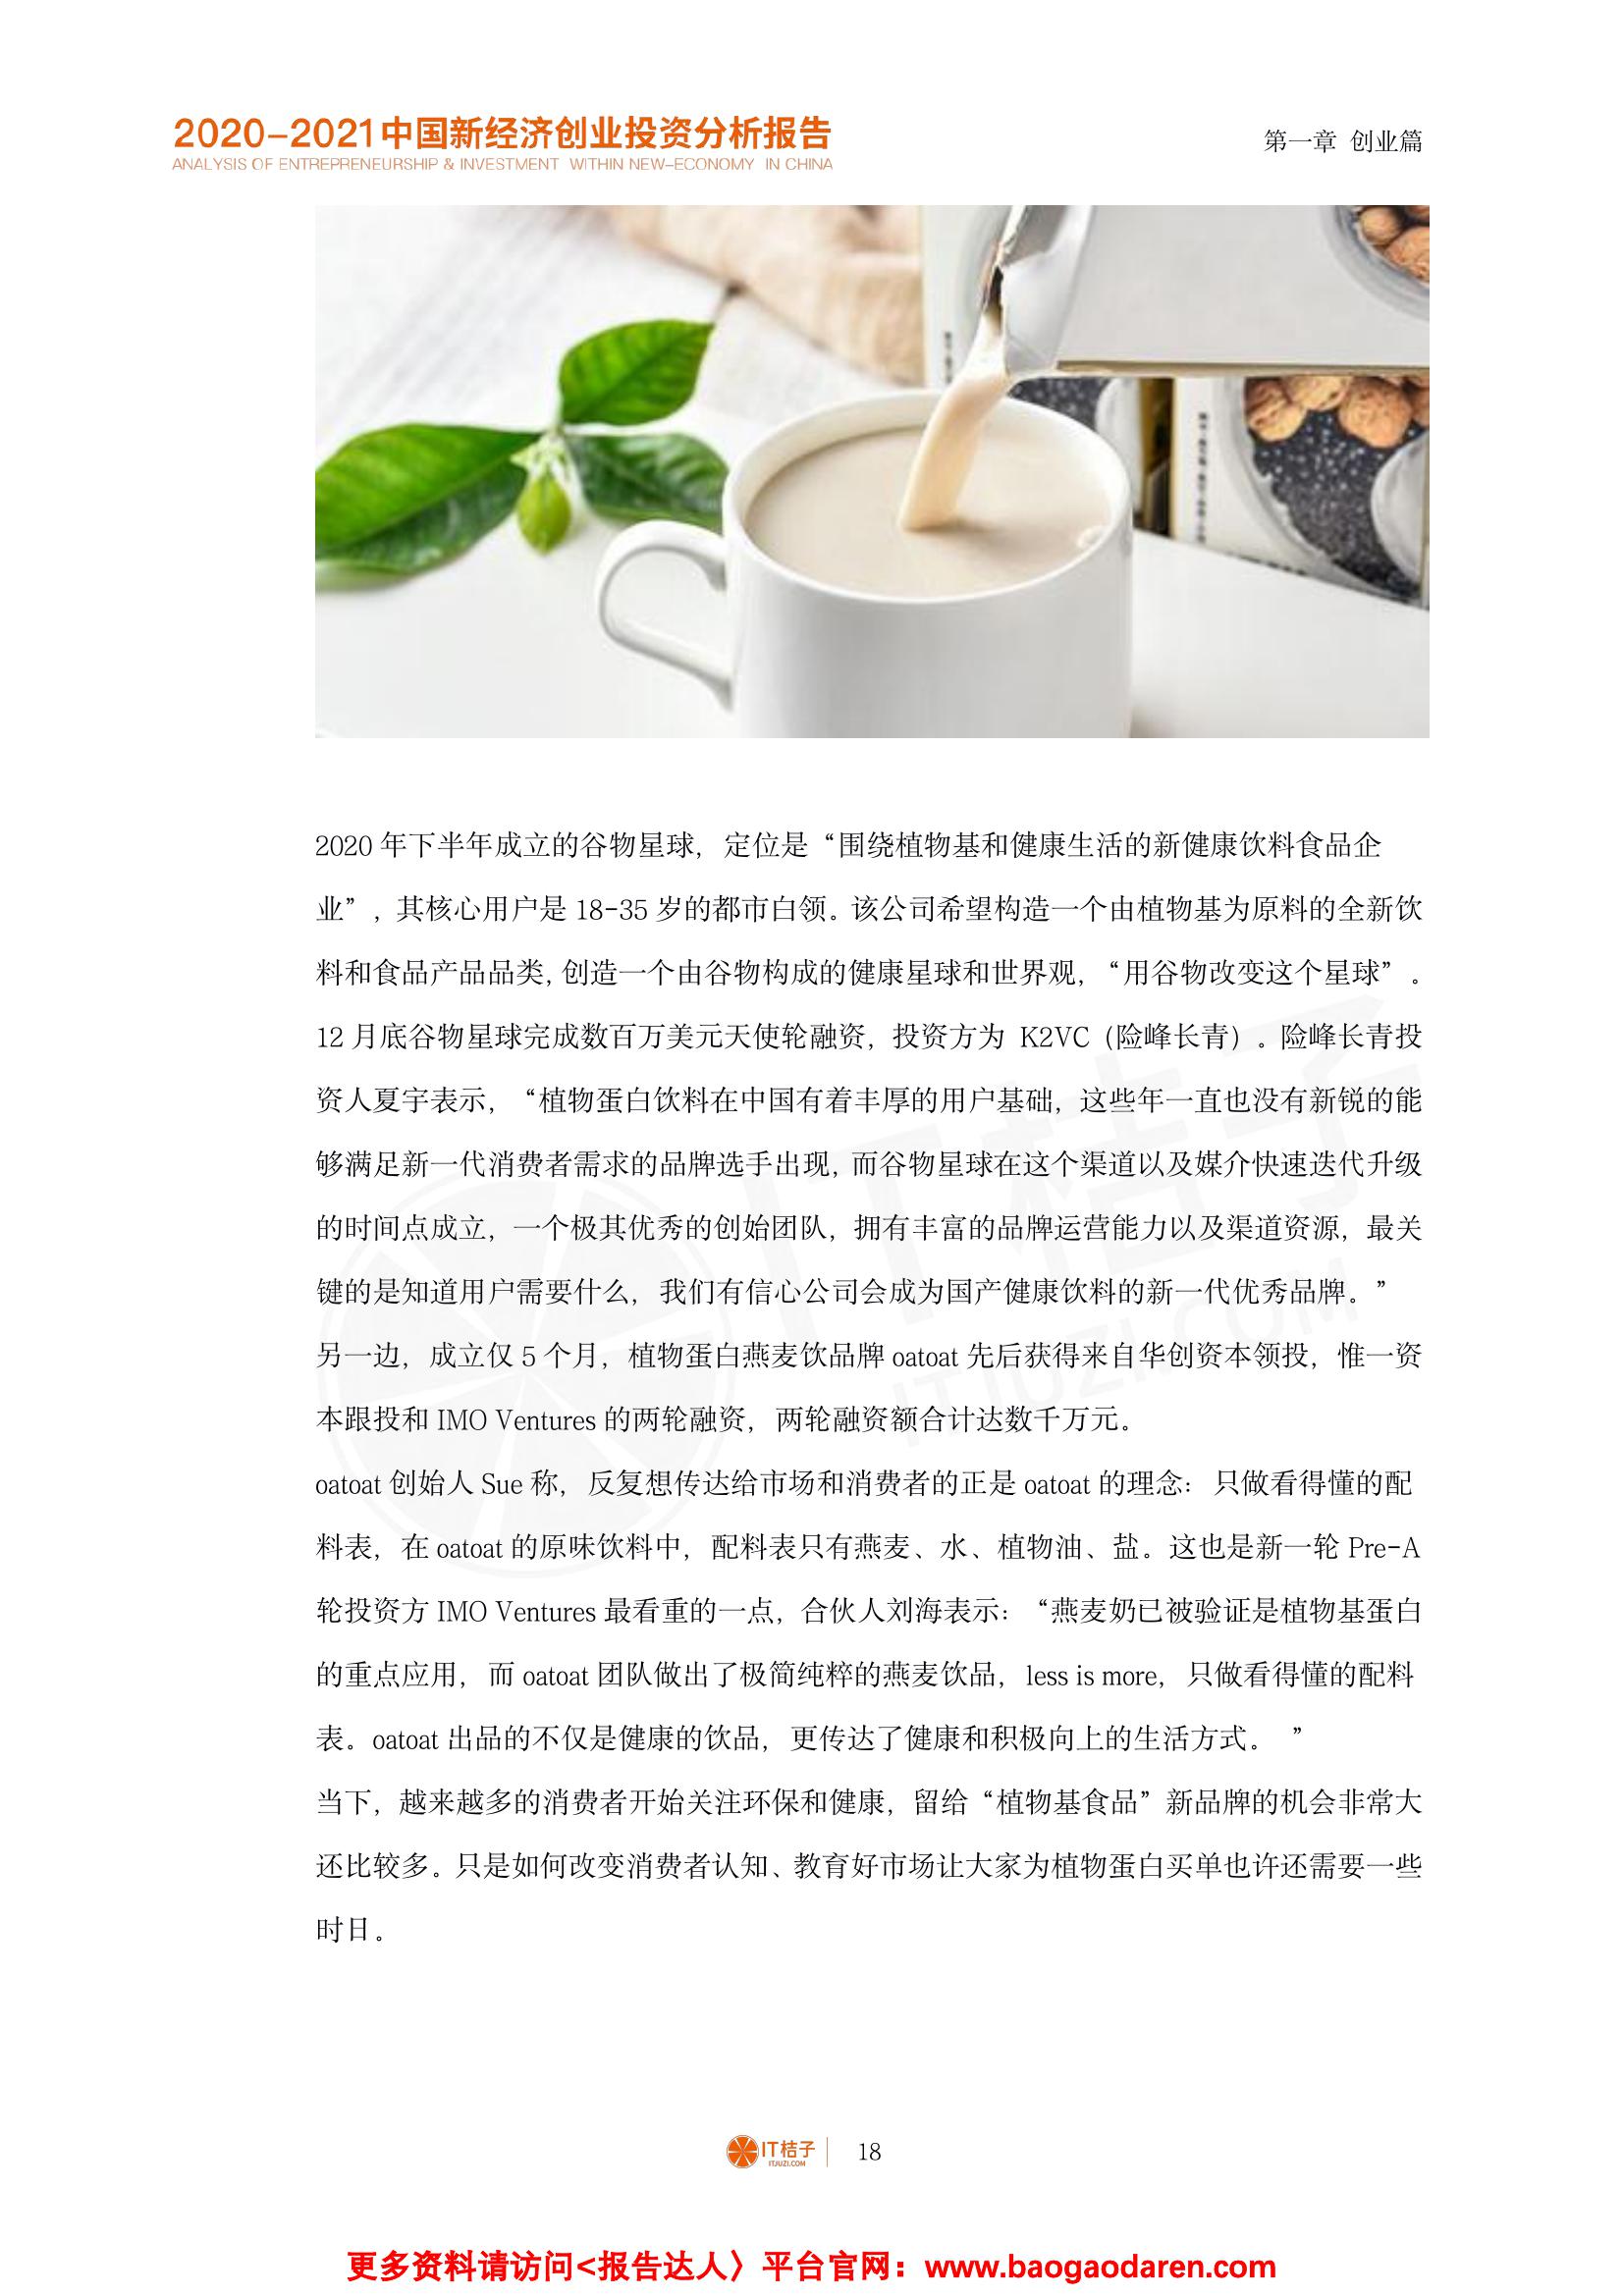 2020-2021中国新经济创业投资分析报告
ANALYSIS OF ENTREPRENEURSHIP & INVESTMENT WITHIN NEW-ECONOMY IN CHINA
第一章 创业篇
2020 年下半年成立的谷物星球，定位是“围绕植物基和健康生活的新健康饮料食品企
业”，其核心用户是 18-35 岁的都市白领。该公司希望构造一个由植物基为原料的全新饮
料和食品产品品类，创造一个由谷物构成的健康星球和世界观，“用谷物改变这个星球”。
12 月底谷物星球完成数百万美元天使轮融资，投资方为 K2VC（险峰长青）。险峰长青投
资人夏宇表示，“植物蛋白饮料在中国有着丰厚的用户基础，这些年一直也没有新锐的能
够满足新一代消费者需求的品牌选手出现，而谷物星球在这个渠道以及媒介快速迭代升级
的时间点成立，一个极其优秀的创始团队，拥有丰富的品牌运营能力以及渠道资源，最关
键的是知道用户需要什么，我们有信心公司会成为国产健康饮料的新一代优秀品牌。”
另一边，成立仅 5 个月，植物蛋白燕麦饮品牌 oatoat 先后获得来自华创资本领投，惟一资
本跟投和 IMO Ventures 的两轮融资，两轮融资额合计达数千万元。
oatoat 创始人 Sue 称，反复想传达给市场和消费者的正是 oatoat 的理念：只做看得懂的配
料表，在 oatoat 的原味饮料中，配料表只有燕麦、水、植物油、盐。这也是新一轮 Pre-A
轮投资方 IMO Ventures 最看重的一点，合伙人刘海表示：“燕麦奶已被验证是植物基蛋白
的重点应用，而 oatoat 团队做出了极简纯粹的燕麦饮品，less is more，只做看得懂的配料
表。oatoat 出品的不仅是健康的饮品，更传达了健康和积极向上的生活方式。 ”
当下，越来越多的消费者开始关注环保和健康，留给“植物基食品”新品牌的机会非常大
还比较多。只是如何改变消费者认知、教育好市场让大家为植物蛋白买单也许还需要一些
时日。
IT桔子
ITJUZI.COM
IT桔子
ITJUZI.COM
18
更多资料请访问<报告达人〉平台官网：www.baogaodaren.com